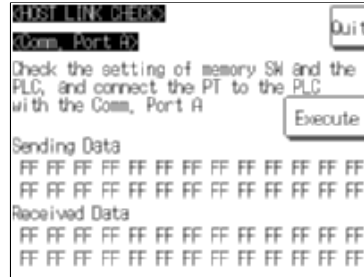 <HOST LINK CHECK>
Quit
<Comm. Port A>
Check the setting of memory SW and the
PLC, and connect the PT to the PLC
with the Comm. Port A
Execute
Sending Data
FF FF FF FF FF FF FF FF FF FF FF FF FF
FF FF FF FF FF FF FF FF FF FF FF FF FF
Received Data
FF FF FF FF FF FF FF FF FF FF FF FF FF
FF FF FF FF FF FF FF FF FF FF FF FF FF